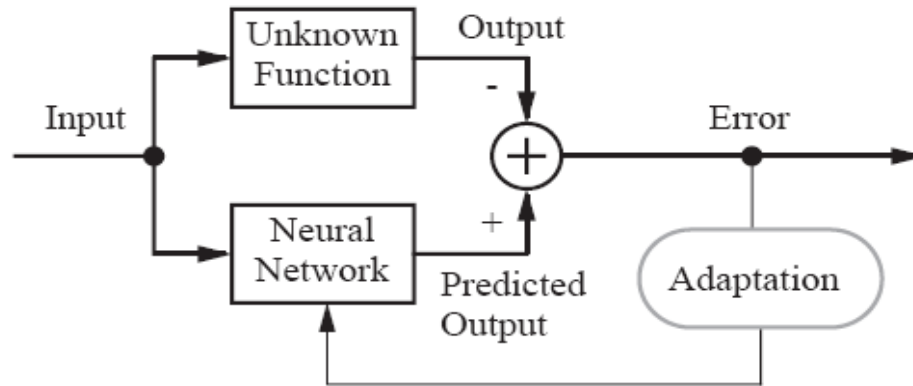 Unknown
Function
Output
-
Input
+
Error
+
Neural
Network
Predicted
Output
Adaptation